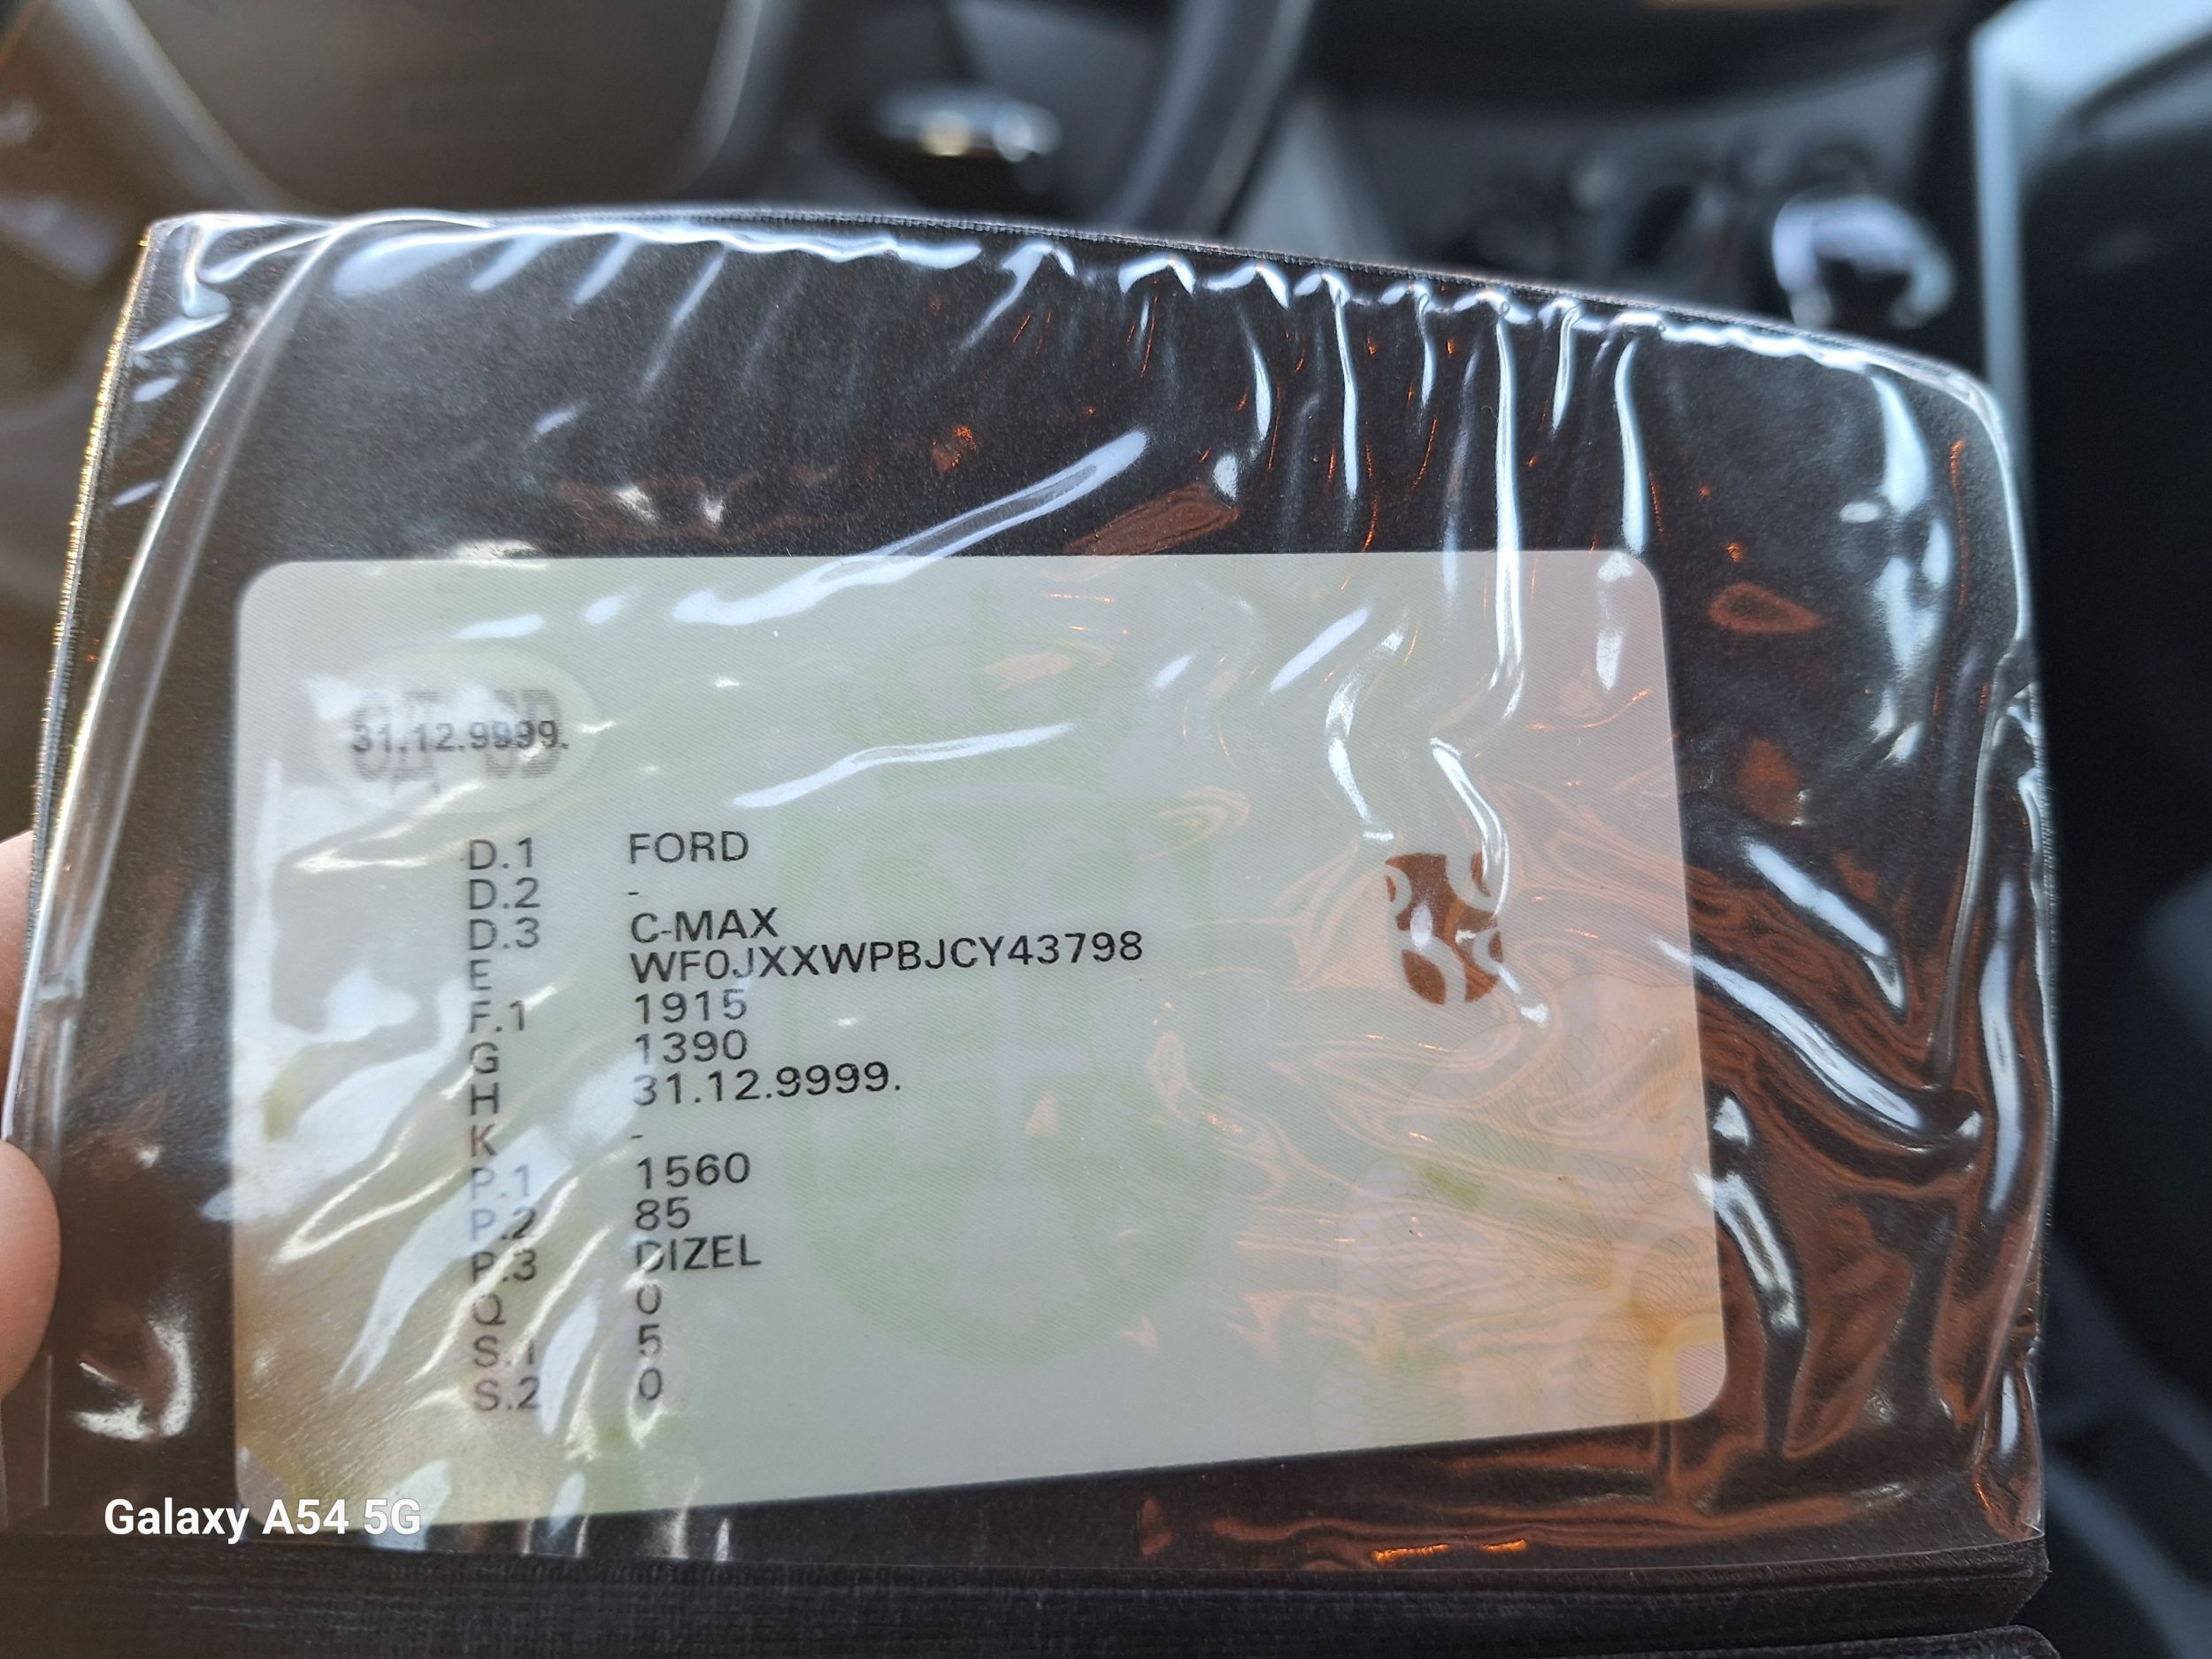 31.12.9999.
D.1 FORD
D.2 -
D.3 C-MAX
E WF0JXXWPBJCY43798
F.1 1915
G 1390
H 31.12.9999.
K -
P.1 1560
P.2 85
P.3 DIZEL
Q 0
S.1 5
S.2 0
Galaxy A54 5G